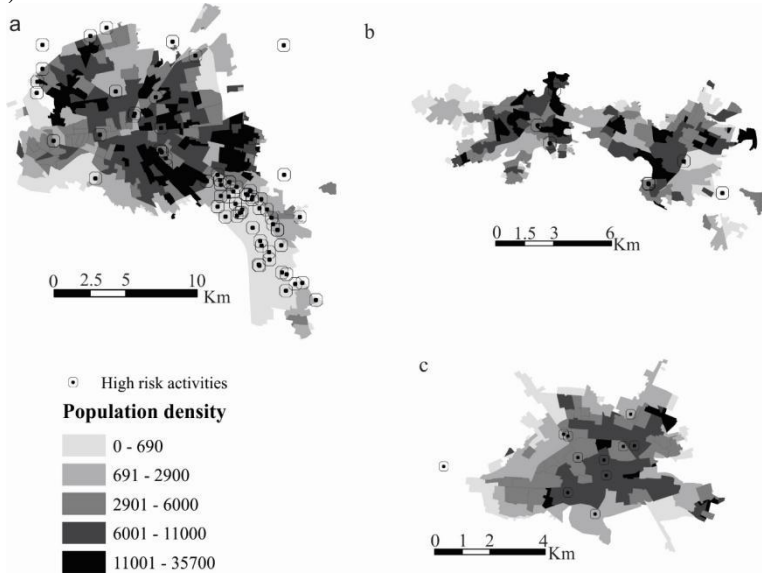 a
b
0 2.5 5 10
Km
0 1.5 3 6
Km
c
High risk activities
Population density
0 - 690
691 - 2900
2901 - 6000
6001 - 11000
11001 - 35700
0 1 2 4
Km